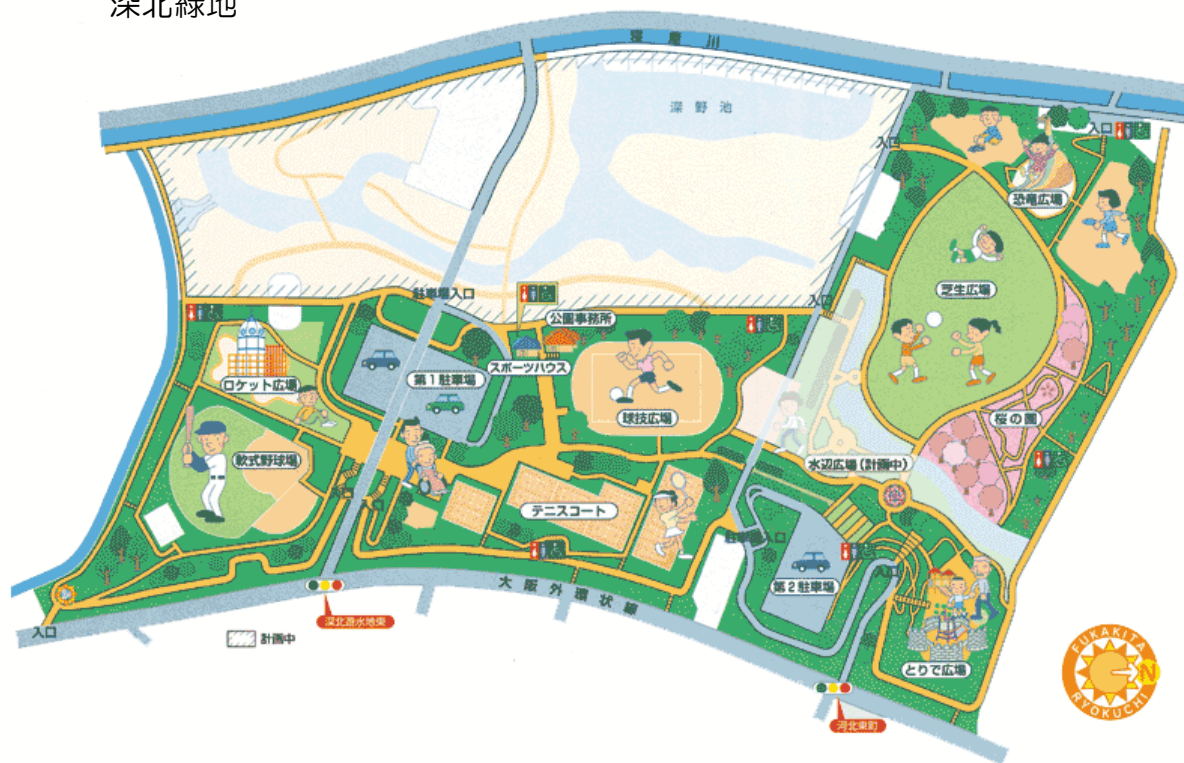 深北緑地
寝屋川
深野池
入口
入口
恐竜広場
芝生広場
駐車場入口
入口
公園事務所
スポーツハウス
ロケット広場
第1駐車場
球技広場
桜の園
軟式野球場
水辺広場(計画中)
テニスコート
駐車場入口
入口
第2駐車場
大阪外環状線
深北遊水地東
入口
計画中
とりで広場
河北東町
FUKAKITA
N
RYOKUCHI